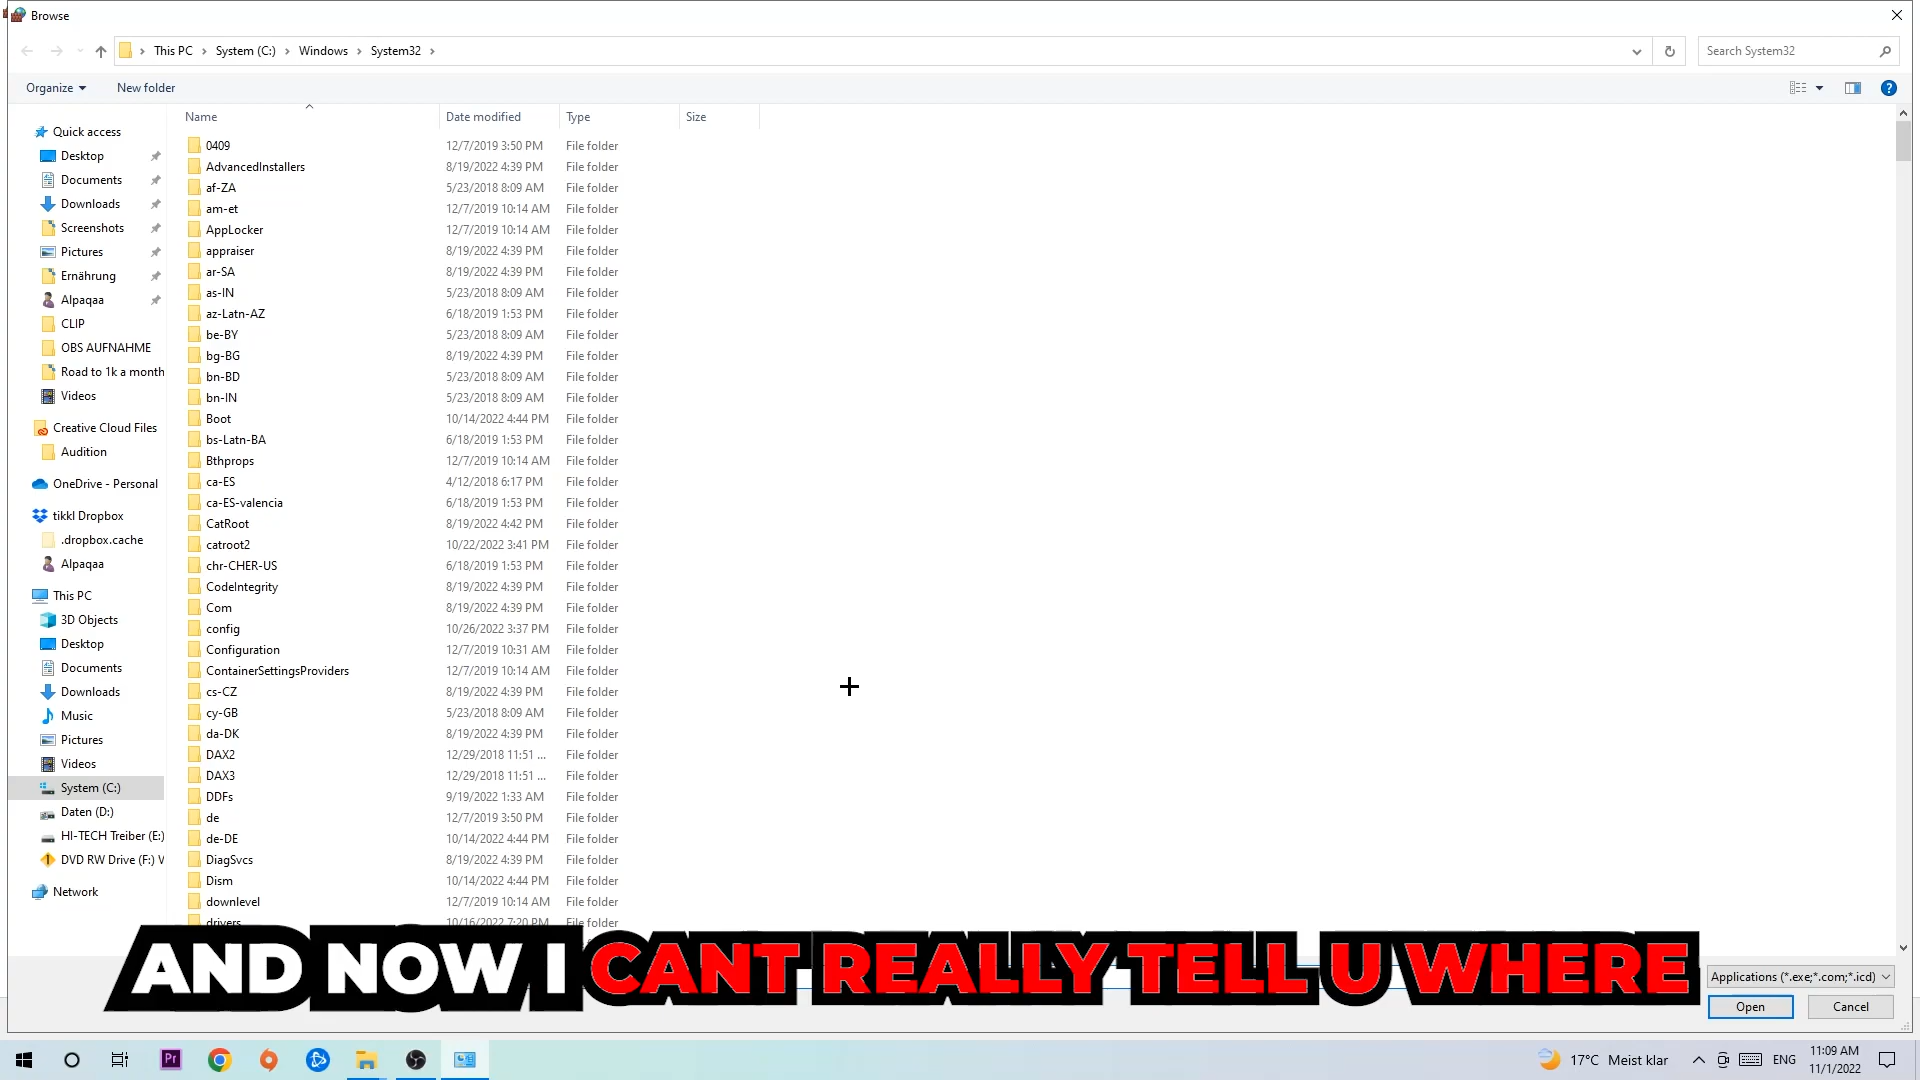 Browse
This PC
System (C:)
Windows
System32
Search System32
Organize
New folder
Name
Date modified
Type
Size
Quick access
Desktop
Documents
Downloads
Screenshots
Pictures
Ernährung
Alpaqaa
CLIP
OBS AUFNAHME
Road to 1k a month
Videos
Creative Cloud Files
Audition
OneDrive - Personal
tikkl Dropbox
.dropbox.cache
Alpaqaa
This PC
3D Objects
Desktop
Documents
Downloads
Music
Pictures
Videos
System (C:)
Daten (D:)
HI-TECH Treiber (E:)
DVD RW Drive (F:) V
Network
0409 12/7/2019 3:50 PM File folder
AdvancedInstallers 8/19/2022 4:39 PM File folder
af-ZA 5/23/2018 8:09 AM File folder
am-et 12/7/2019 10:14 AM File folder
AppLocker 12/7/2019 10:14 AM File folder
appraiser 8/19/2022 4:39 PM File folder
ar-SA 8/19/2022 4:39 PM File folder
as-IN 5/23/2018 8:09 AM File folder
az-Latn-AZ 6/18/2019 1:53 PM File folder
be-BY 5/23/2018 8:09 AM File folder
bg-BG 8/19/2022 4:39 PM File folder
bn-BD 5/23/2018 8:09 AM File folder
bn-IN 5/23/2018 8:09 AM File folder
Boot 10/14/2022 4:44 PM File folder
bs-Latn-BA 6/18/2019 1:53 PM File folder
Bthprops 12/7/2019 10:14 AM File folder
ca-ES 4/12/2018 6:17 PM File folder
ca-ES-valencia 6/18/2019 1:53 PM File folder
CatRoot 8/19/2022 4:42 PM File folder
catroot2 10/22/2022 3:41 PM File folder
chr-CHER-US 6/18/2019 1:53 PM File folder
CodeIntegrity 8/19/2022 4:39 PM File folder
Com 8/19/2022 4:39 PM File folder
config 10/26/2022 3:37 PM File folder
Configuration 12/7/2019 10:31 AM File folder
ContainerSettingsProviders 12/7/2019 10:14 AM File folder
cs-CZ 8/19/2022 4:39 PM File folder
cy-GB 5/23/2018 8:09 AM File folder
da-DK 8/19/2022 4:39 PM File folder
DAX2 12/29/2018 11:51 ... File folder
DAX3 12/29/2018 11:51 ... File folder
DDFs 9/19/2022 1:33 AM File folder
de 12/7/2019 3:50 PM File folder
de-DE 10/14/2022 4:44 PM File folder
DiagSvcs 8/19/2022 4:39 PM File folder
Dism 10/14/2022 4:44 PM File folder
downlevel 12/7/2019 10:14 AM File folder
drivers 10/16/2022 7:20 PM File folder
AND NOW I CANT REALLY TELL U WHERE
Applications (*.exe;*.com;*.icd)
Open
Cancel
Pr
17°C Meist klar
ENG
11:09 AM
11/1/2022